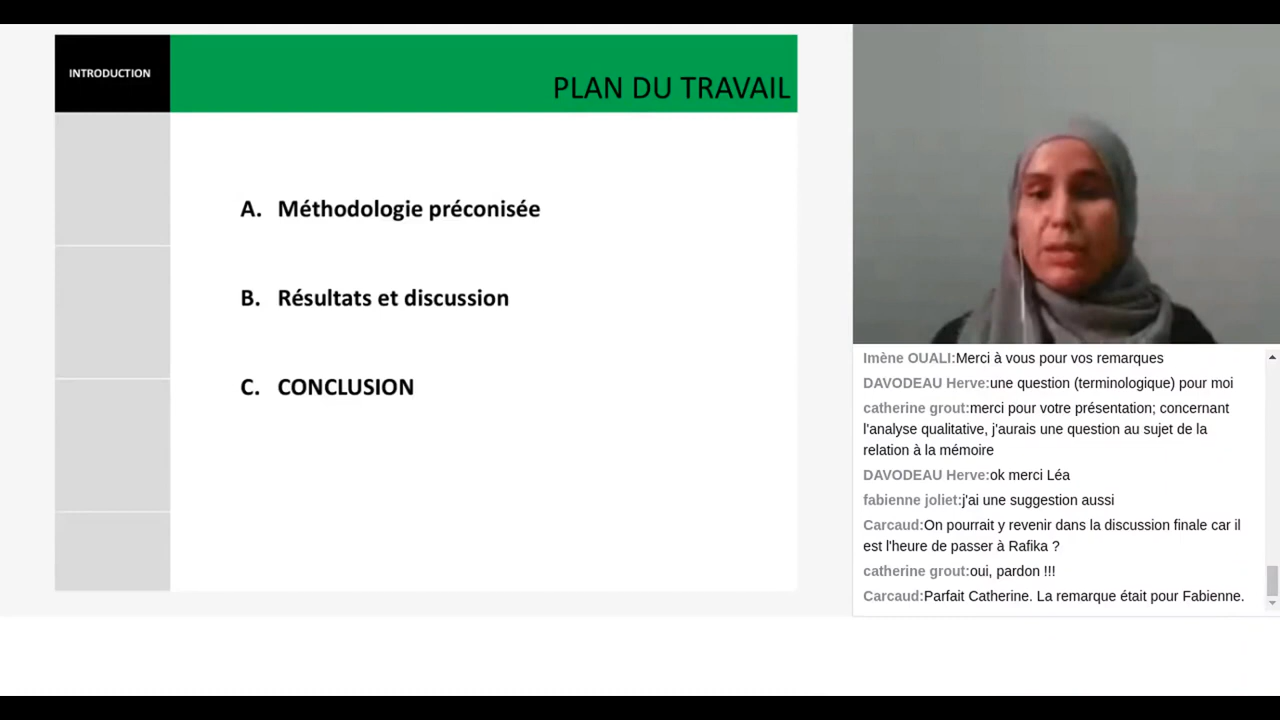 INTRODUCTION
PLAN DU TRAVAIL
A. Méthodologie préconisée
B. Résultats et discussion
C. CONCLUSION
Imène OUALI:Merci à vous pour vos remarques
DAVODEAU Herve:une question (terminologique) pour moi
catherine grout:merci pour votre présentation; concernant
l'analyse qualitative, j'aurais une question au sujet de la
relation à la mémoire
DAVODEAU Herve:ok merci Léa
fabienne joliet:j'ai une suggestion aussi
Carcaud:On pourrait y revenir dans la discussion finale car il
est l'heure de passer à Rafika ?
catherine grout:oui, pardon !!!
Carcaud:Parfait Catherine. La remarque était pour Fabienne.